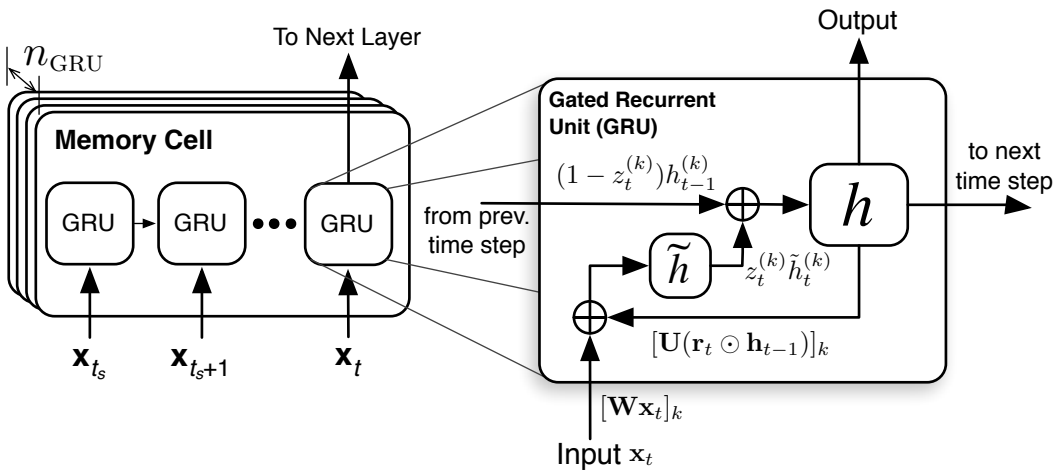 n_GRU
To Next Layer
Memory Cell
GRU
GRU
•••
GRU
x_{t_s}
x_{t_s+1}
x_t
Output
Gated Recurrent
Unit (GRU)
(1 − z_t^{(k)})h_{t−1}^{(k)}
from prev.
time step
h
to next
time step
h̃
z_t^{(k)} h̃_t^{(k)}
[U(r_t ⊙ h_{t−1})]_k
[Wx_t]_k
Input x_t